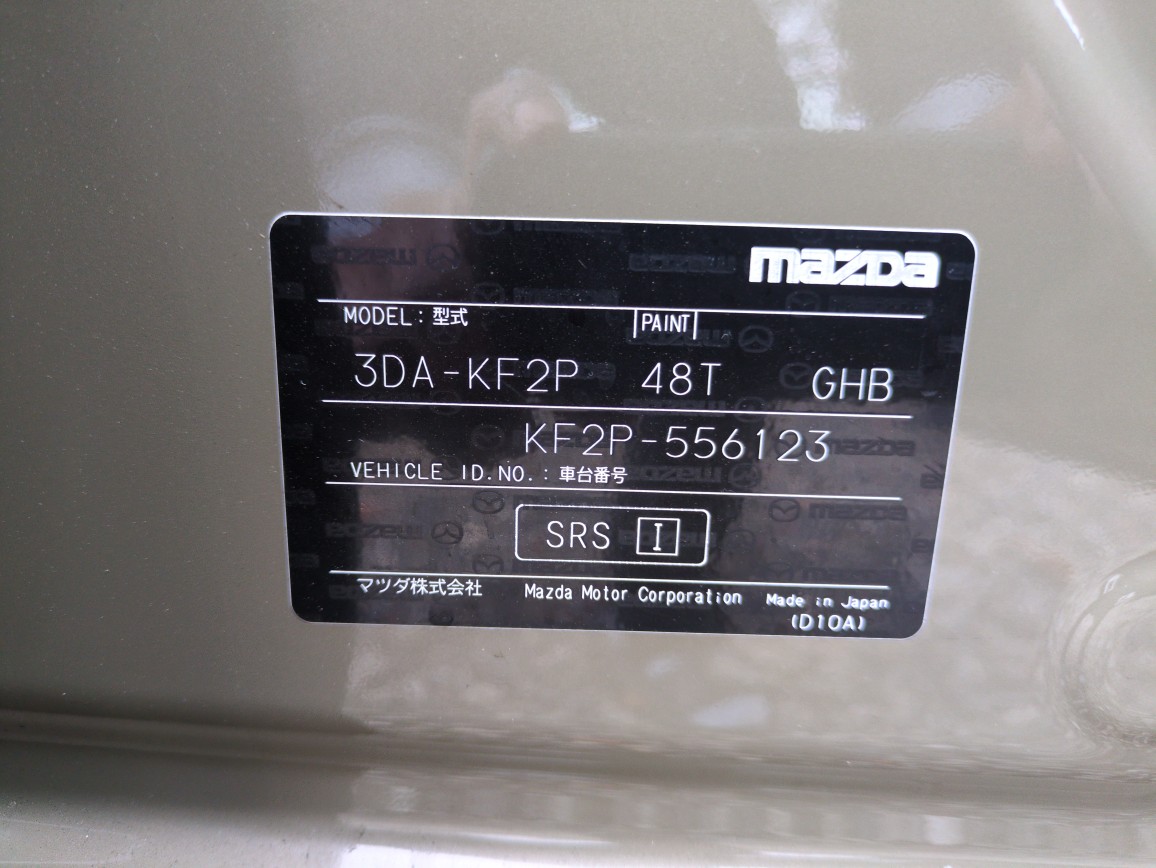 mazda
MODEL: 型式 PAINT
3DA-KF2P 48T GHB
KF2P-556123
VEHICLE ID.NO.: 車台番号
SRS I
マツダ株式会社 Mazda Motor Corporation Made in Japan
(D10A)